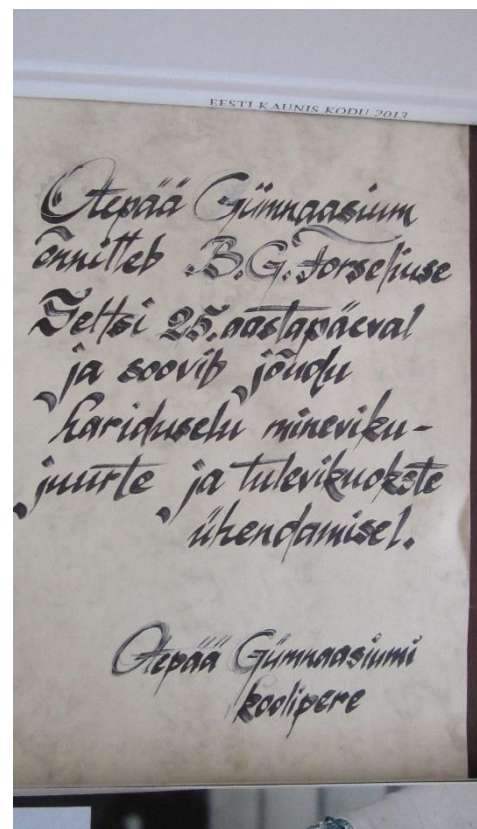 EESTI KAUNIS KODU 2013
Otepää Gümnaasium
õnnitleb B.G. Forseliuse
Seltsi 25. aastapäeval
ja soovib jõudu
hariduselu mineviku-
juurte ja tulevikuokste
ühendamisel.
Otepää Gümnaasiumi
koolipere